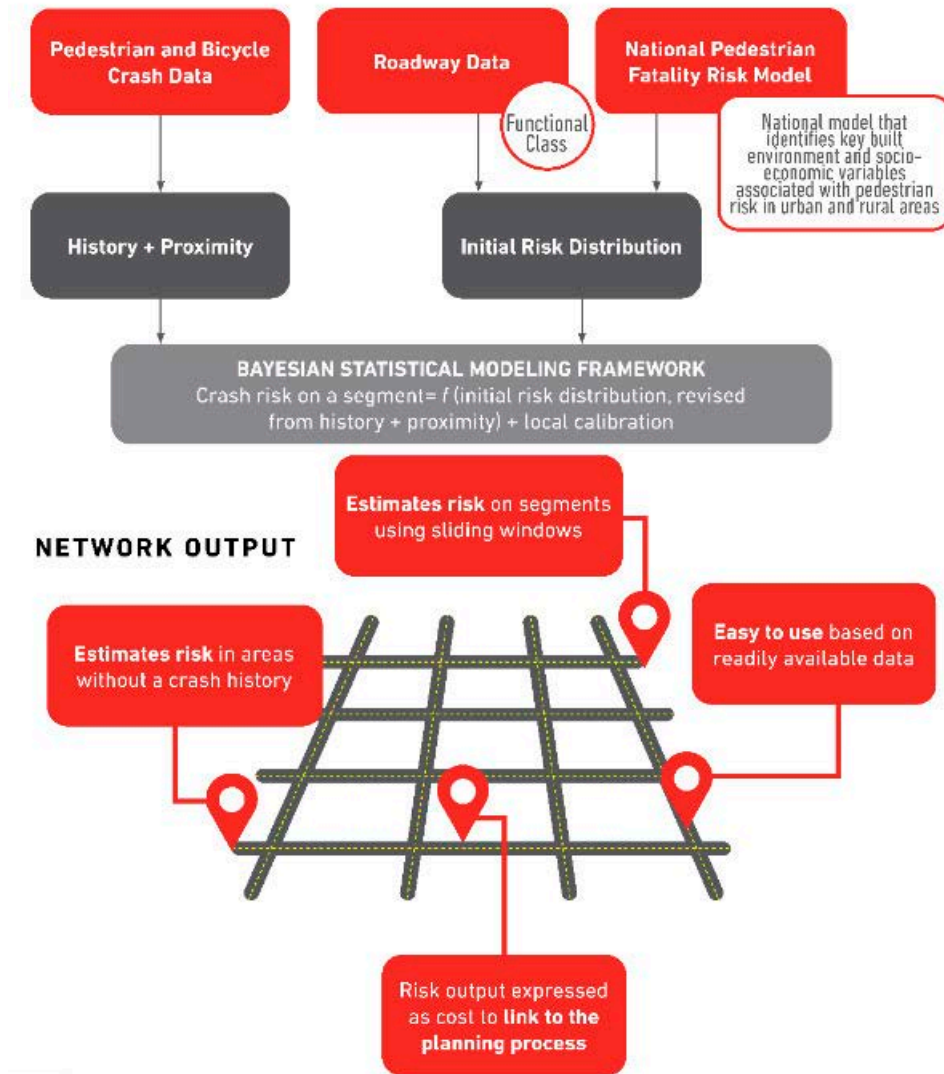 Pedestrian and Bicycle
Crash Data
Roadway Data
National Pedestrian
Fatality Risk Model
Functional
Class
National model that
identifies key built
environment and socio-
economic variables
associated with pedestrian
risk in urban and rural areas
History + Proximity
Initial Risk Distribution
BAYESIAN STATISTICAL MODELING FRAMEWORK
Crash risk on a segment= f (initial risk distribution, revised
from history + proximity) + local calibration
Estimates risk on segments
using sliding windows
NETWORK OUTPUT
Estimates risk in areas
without a crash history
Easy to use based on
readily available data
Risk output expressed
as cost to link to the
planning process